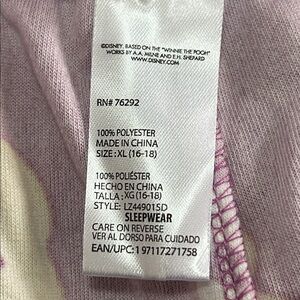 ©DISNEY. BASED ON THE "WINNIE THE POOH"
WORKS BY A.A. MILNE AND E.H. SHEPARD
WWW.DISNEY.COM
RN# 76292
100% POLYESTER
MADE IN CHINA
SIZE: XL (16-18)
100% POLIÉSTER
HECHO EN CHINA
TALLA: XG (16-18)
STYLE: LZ449015D
SLEEPWEAR
CARE ON REVERSE
VER AL DORSO PARA CUIDADO
EAN/UPC: 197117271758